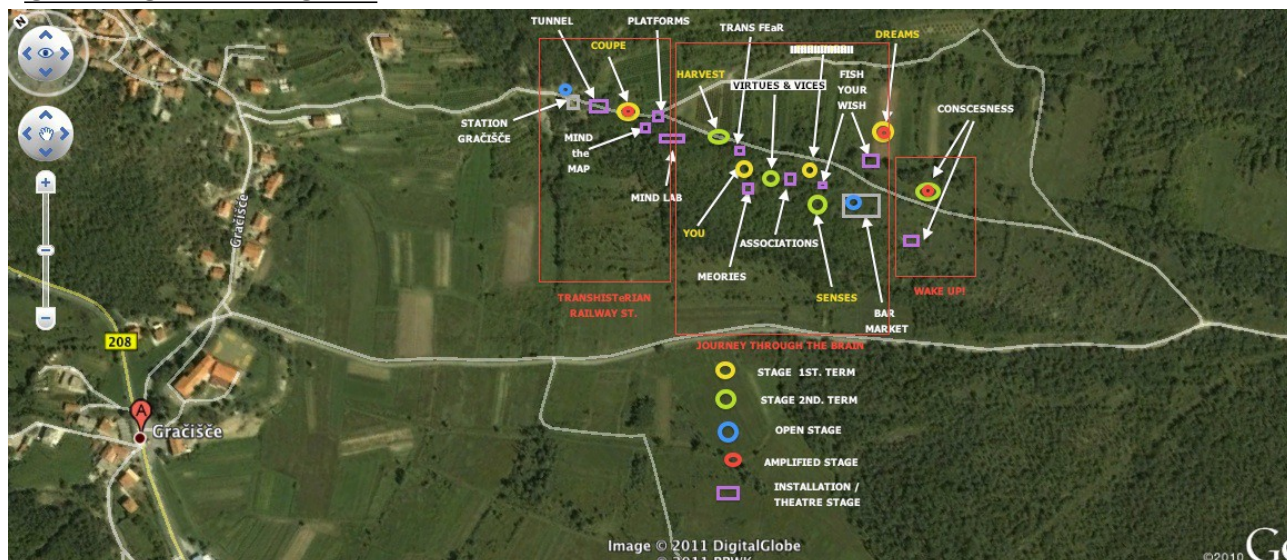 N
TUNNEL
PLATFORMS
TRANS FEaR
DREAMS
COUPE
HARVEST
VIRTUES & VICES
FISH
YOUR
WISH
CONSCESNESS
STATION
GRAČIŠČE
MIND
the
MAP
MIND LAB
YOU
ASSOCIATIONS
MEORIES
SENSES
BAR
MARKET
WAKE UP!
TRANSHISTeRIAN
RAILWAY ST.
JOURNEY THROUGH THE BRAIN
Gračišče
208
A
Gračišče
STAGE 1ST. TERM
STAGE 2ND. TERM
OPEN STAGE
AMPLIFIED STAGE
INSTALLATION /
THEATRE STAGE
Image © 2011 DigitalGlobe
©2010